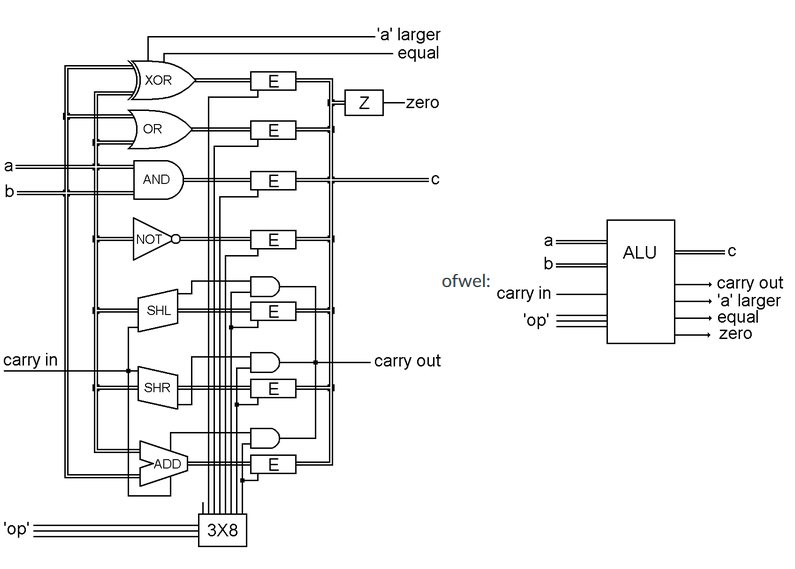 'a' larger
equal
XOR
E
Z
zero
OR
E
a
AND
E
c
b
NOT
E
SHL
E
carry in
carry out
SHR
E
ADD
E
'op'
3X8
ofwel:
a
ALU
c
b
carry in
carry out
'a' larger
'op'
equal
zero